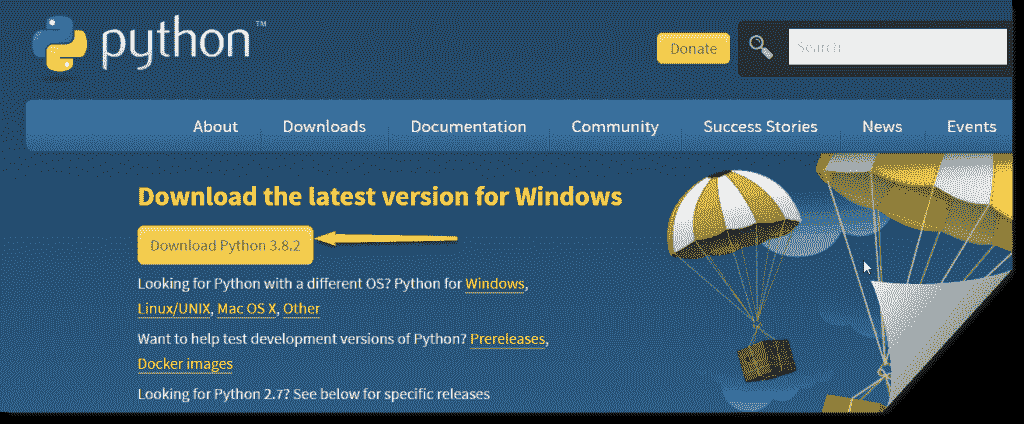 python™
Donate
Search
About Downloads Documentation Community Success Stories News Events
Download the latest version for Windows
Download Python 3.8.2
Looking for Python with a different OS? Python for Windows,
Linux/UNIX, Mac OS X, Other
Want to help test development versions of Python? Prereleases,
Docker images
Looking for Python 2.7? See below for specific releases